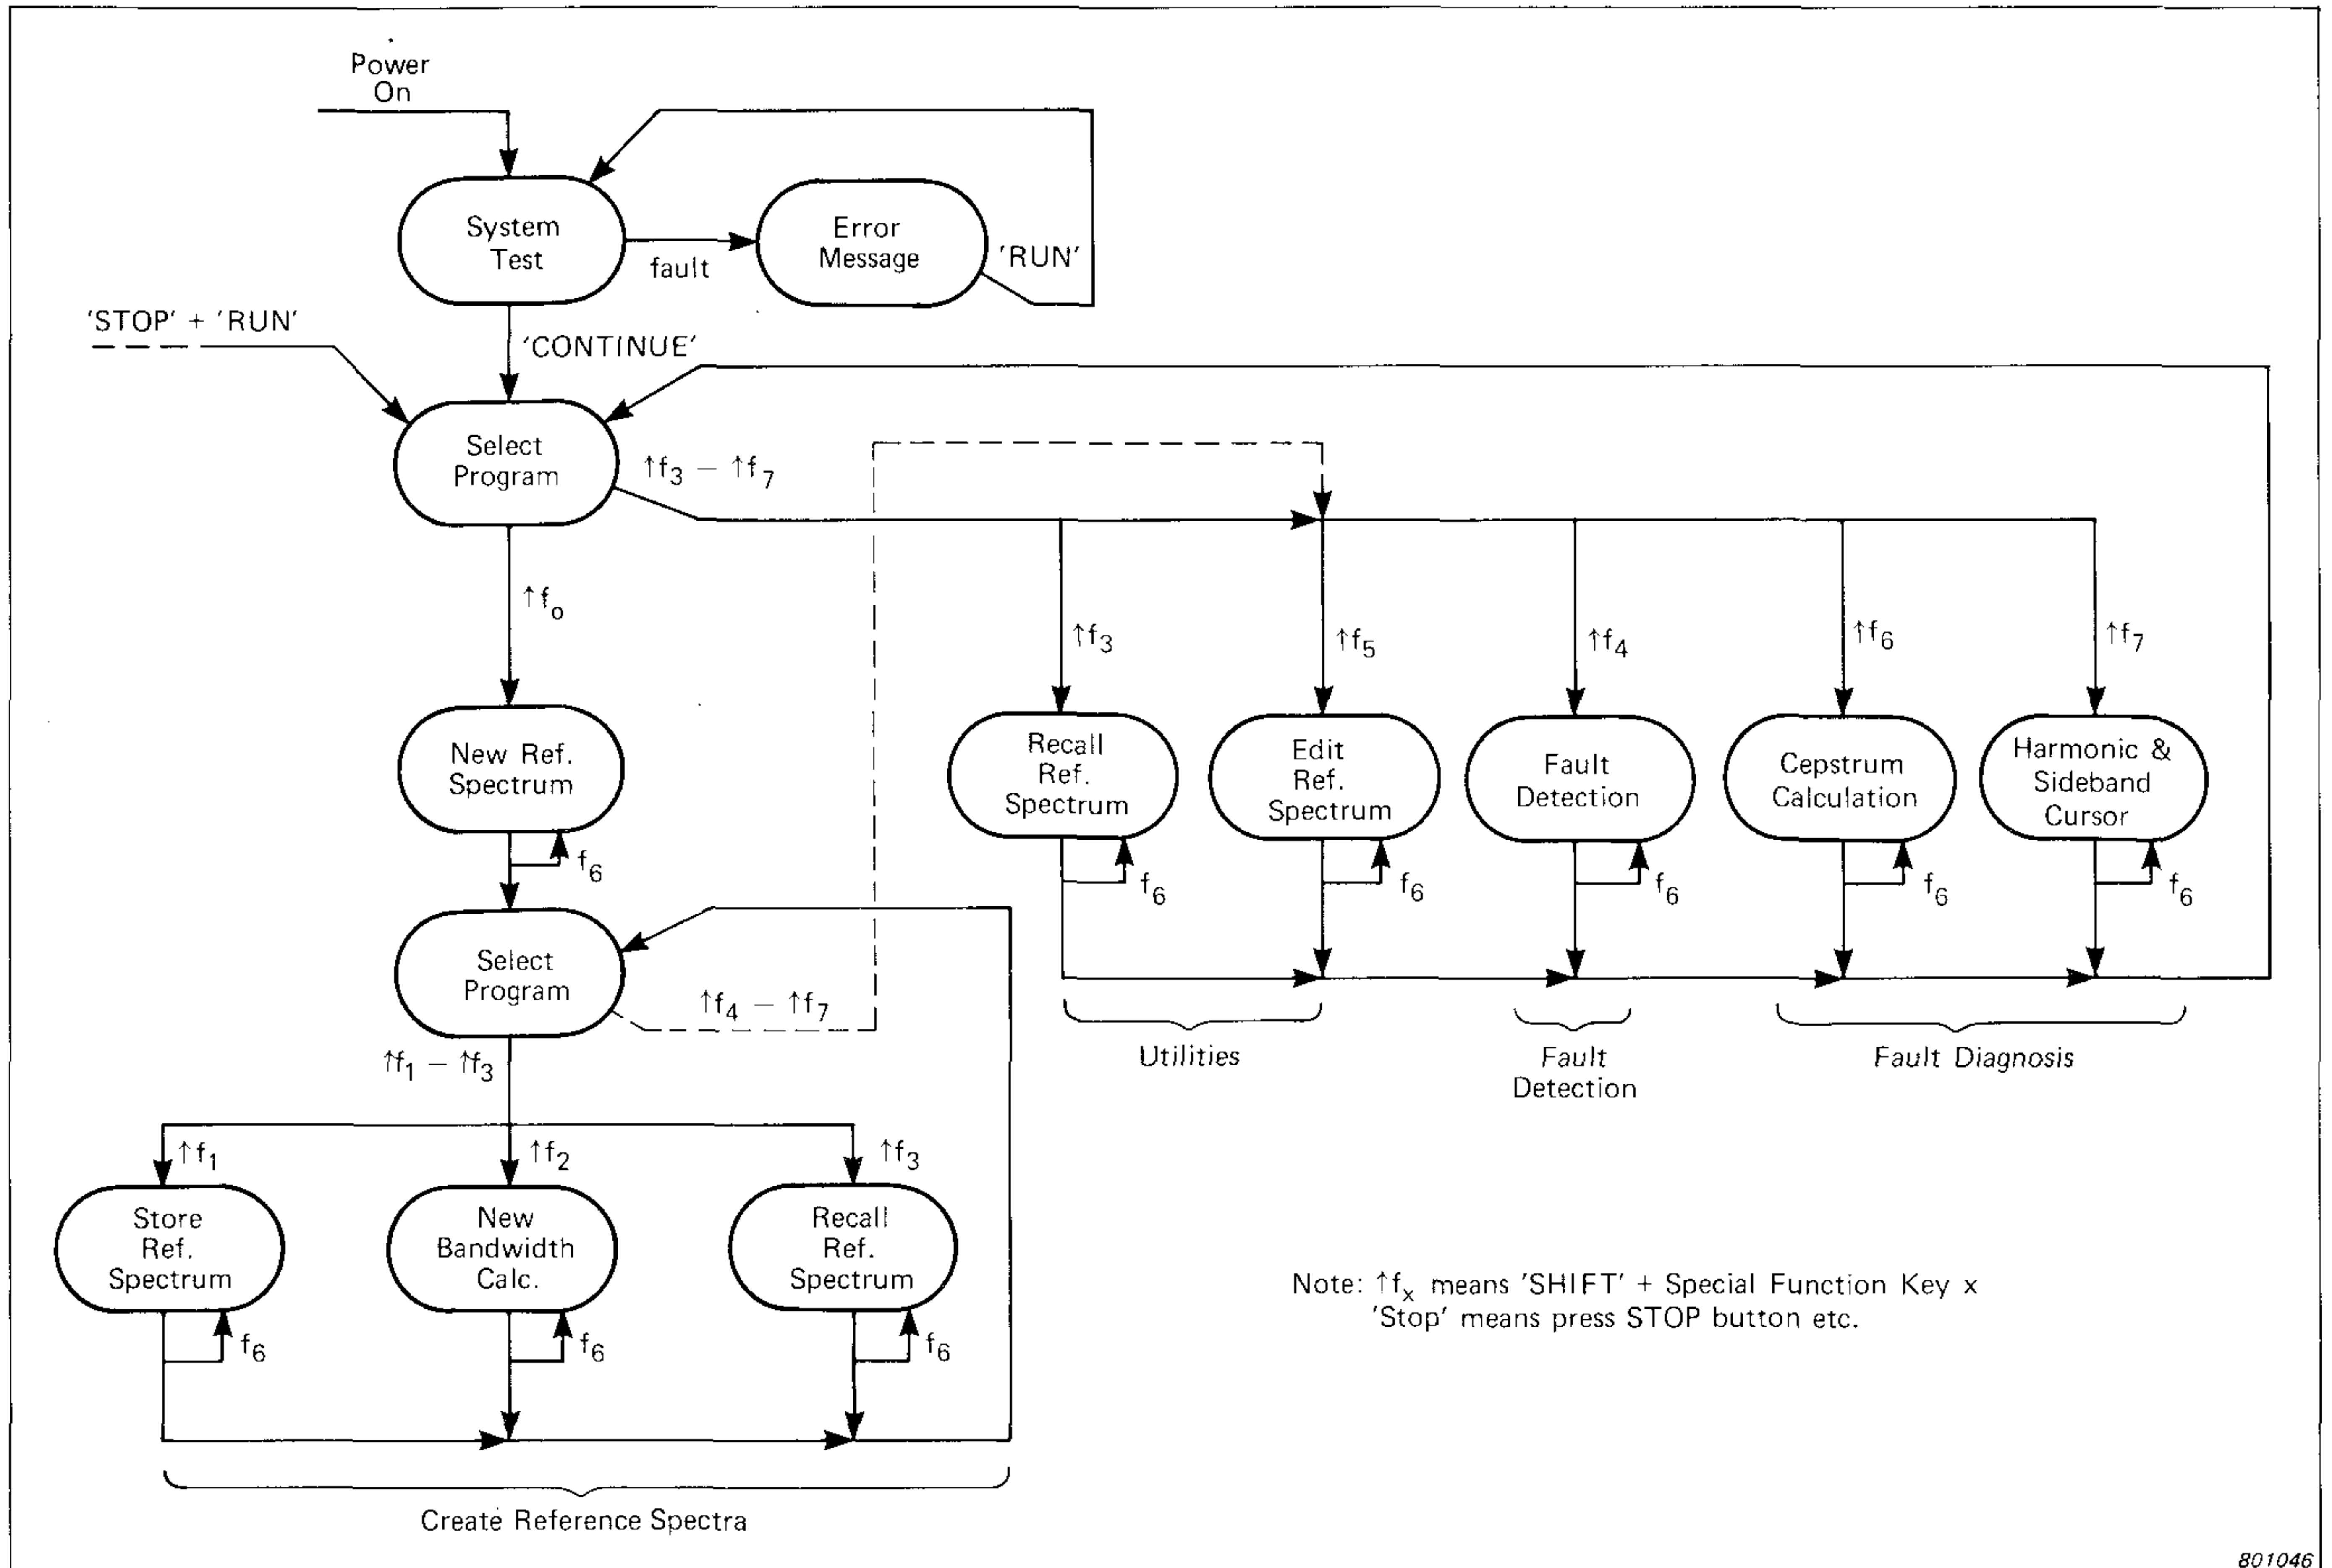 Power
On
System
Test
fault
Error
Message
'RUN'
'STOP' + 'RUN'
'CONTINUE'
Select
Program
↑f₃ – ↑f₇
↑fₒ
↑f₃
↑f₅
↑f₄
↑f₆
↑f₇
New Ref.
Spectrum
f₆
Recall
Ref.
Spectrum
f₆
Edit
Ref.
Spectrum
f₆
Fault
Detection
f₆
Cepstrum
Calculation
f₆
Harmonic &
Sideband
Cursor
f₆
Select
Program
↑f₄ – ↑f₇
↑f₁ – ↑f₃
Utilities
Fault
Detection
Fault Diagnosis
↑f₁
↑f₂
↑f₃
Store
Ref.
Spectrum
f₆
New
Bandwidth
Calc.
f₆
Recall
Ref.
Spectrum
f₆
Note: ↑fₓ means 'SHIFT' + Special Function Key x
'Stop' means press STOP button etc.
Create Reference Spectra
801046